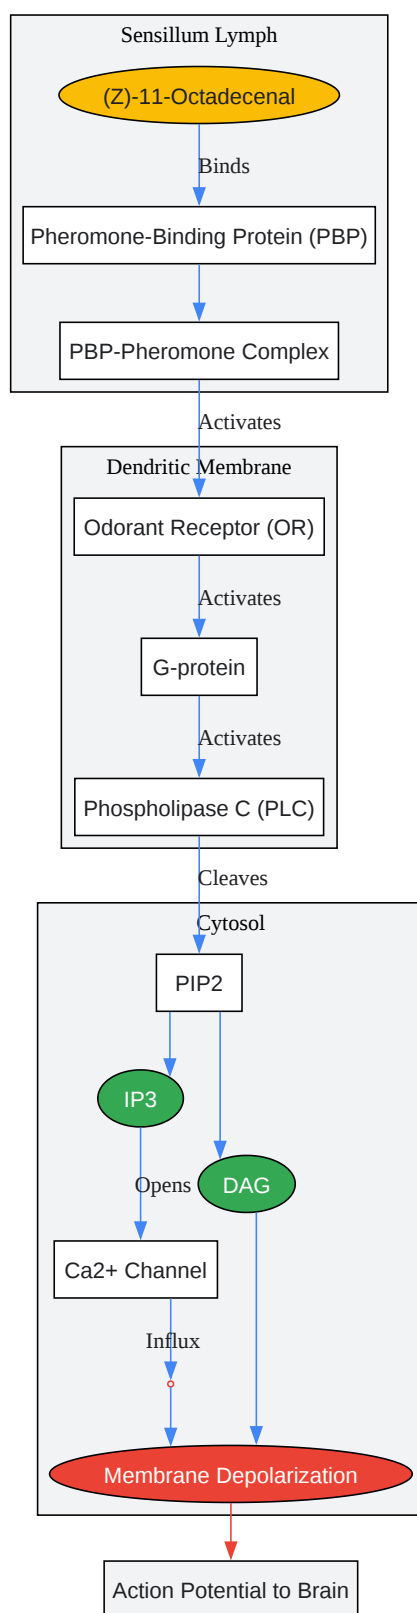 Sensillum Lymph
(Z)-11-Octadecenal
Binds
Pheromone-Binding Protein (PBP)
PBP-Pheromone Complex
Activates
Dendritic Membrane
Odorant Receptor (OR)
Activates
G-protein
Activates
Phospholipase C (PLC)
Cleaves
Cytosol
PIP2
IP3
Opens
DAG
Ca2+ Channel
Influx
Membrane Depolarization
Action Potential to Brain